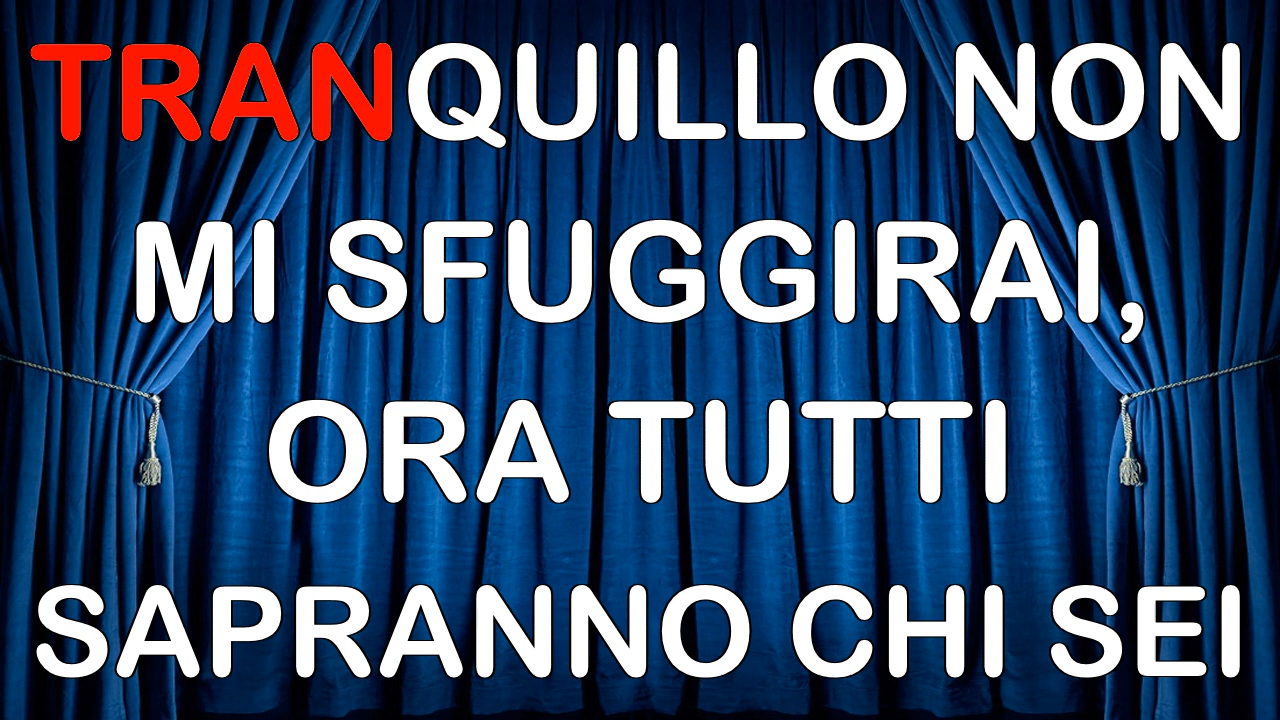 TRANQUILLO NON
MI SFUGGIRAI,
ORA TUTTI
SAPRANNO CHI SEI